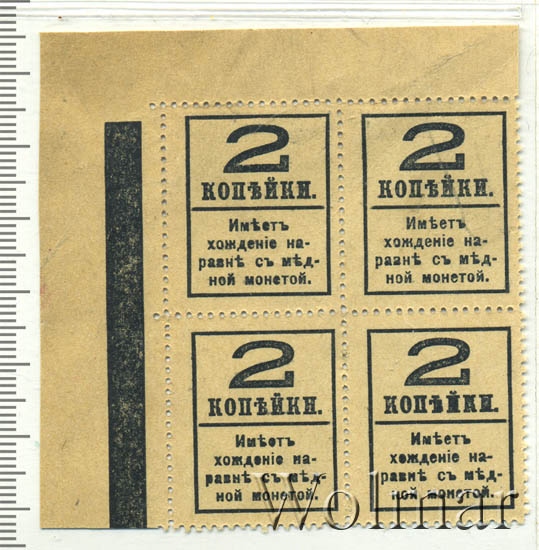 2
КОПѢЙКИ.
Имѣетъ
хожденіе на-
равнѣ съ мѣд-
ной монетой.
2
КОПѢЙКИ.
Имѣетъ
хожденіе на-
равнѣ съ мѣд-
ной монетой.
2
КОПѢЙКИ.
Имѣетъ
хожденіе на-
равнѣ съ мѣд-
ной монетой.
2
КОПѢЙКИ.
Имѣетъ
хожденіе на-
равнѣ съ мѣд-
ной монетой.
Wolmar